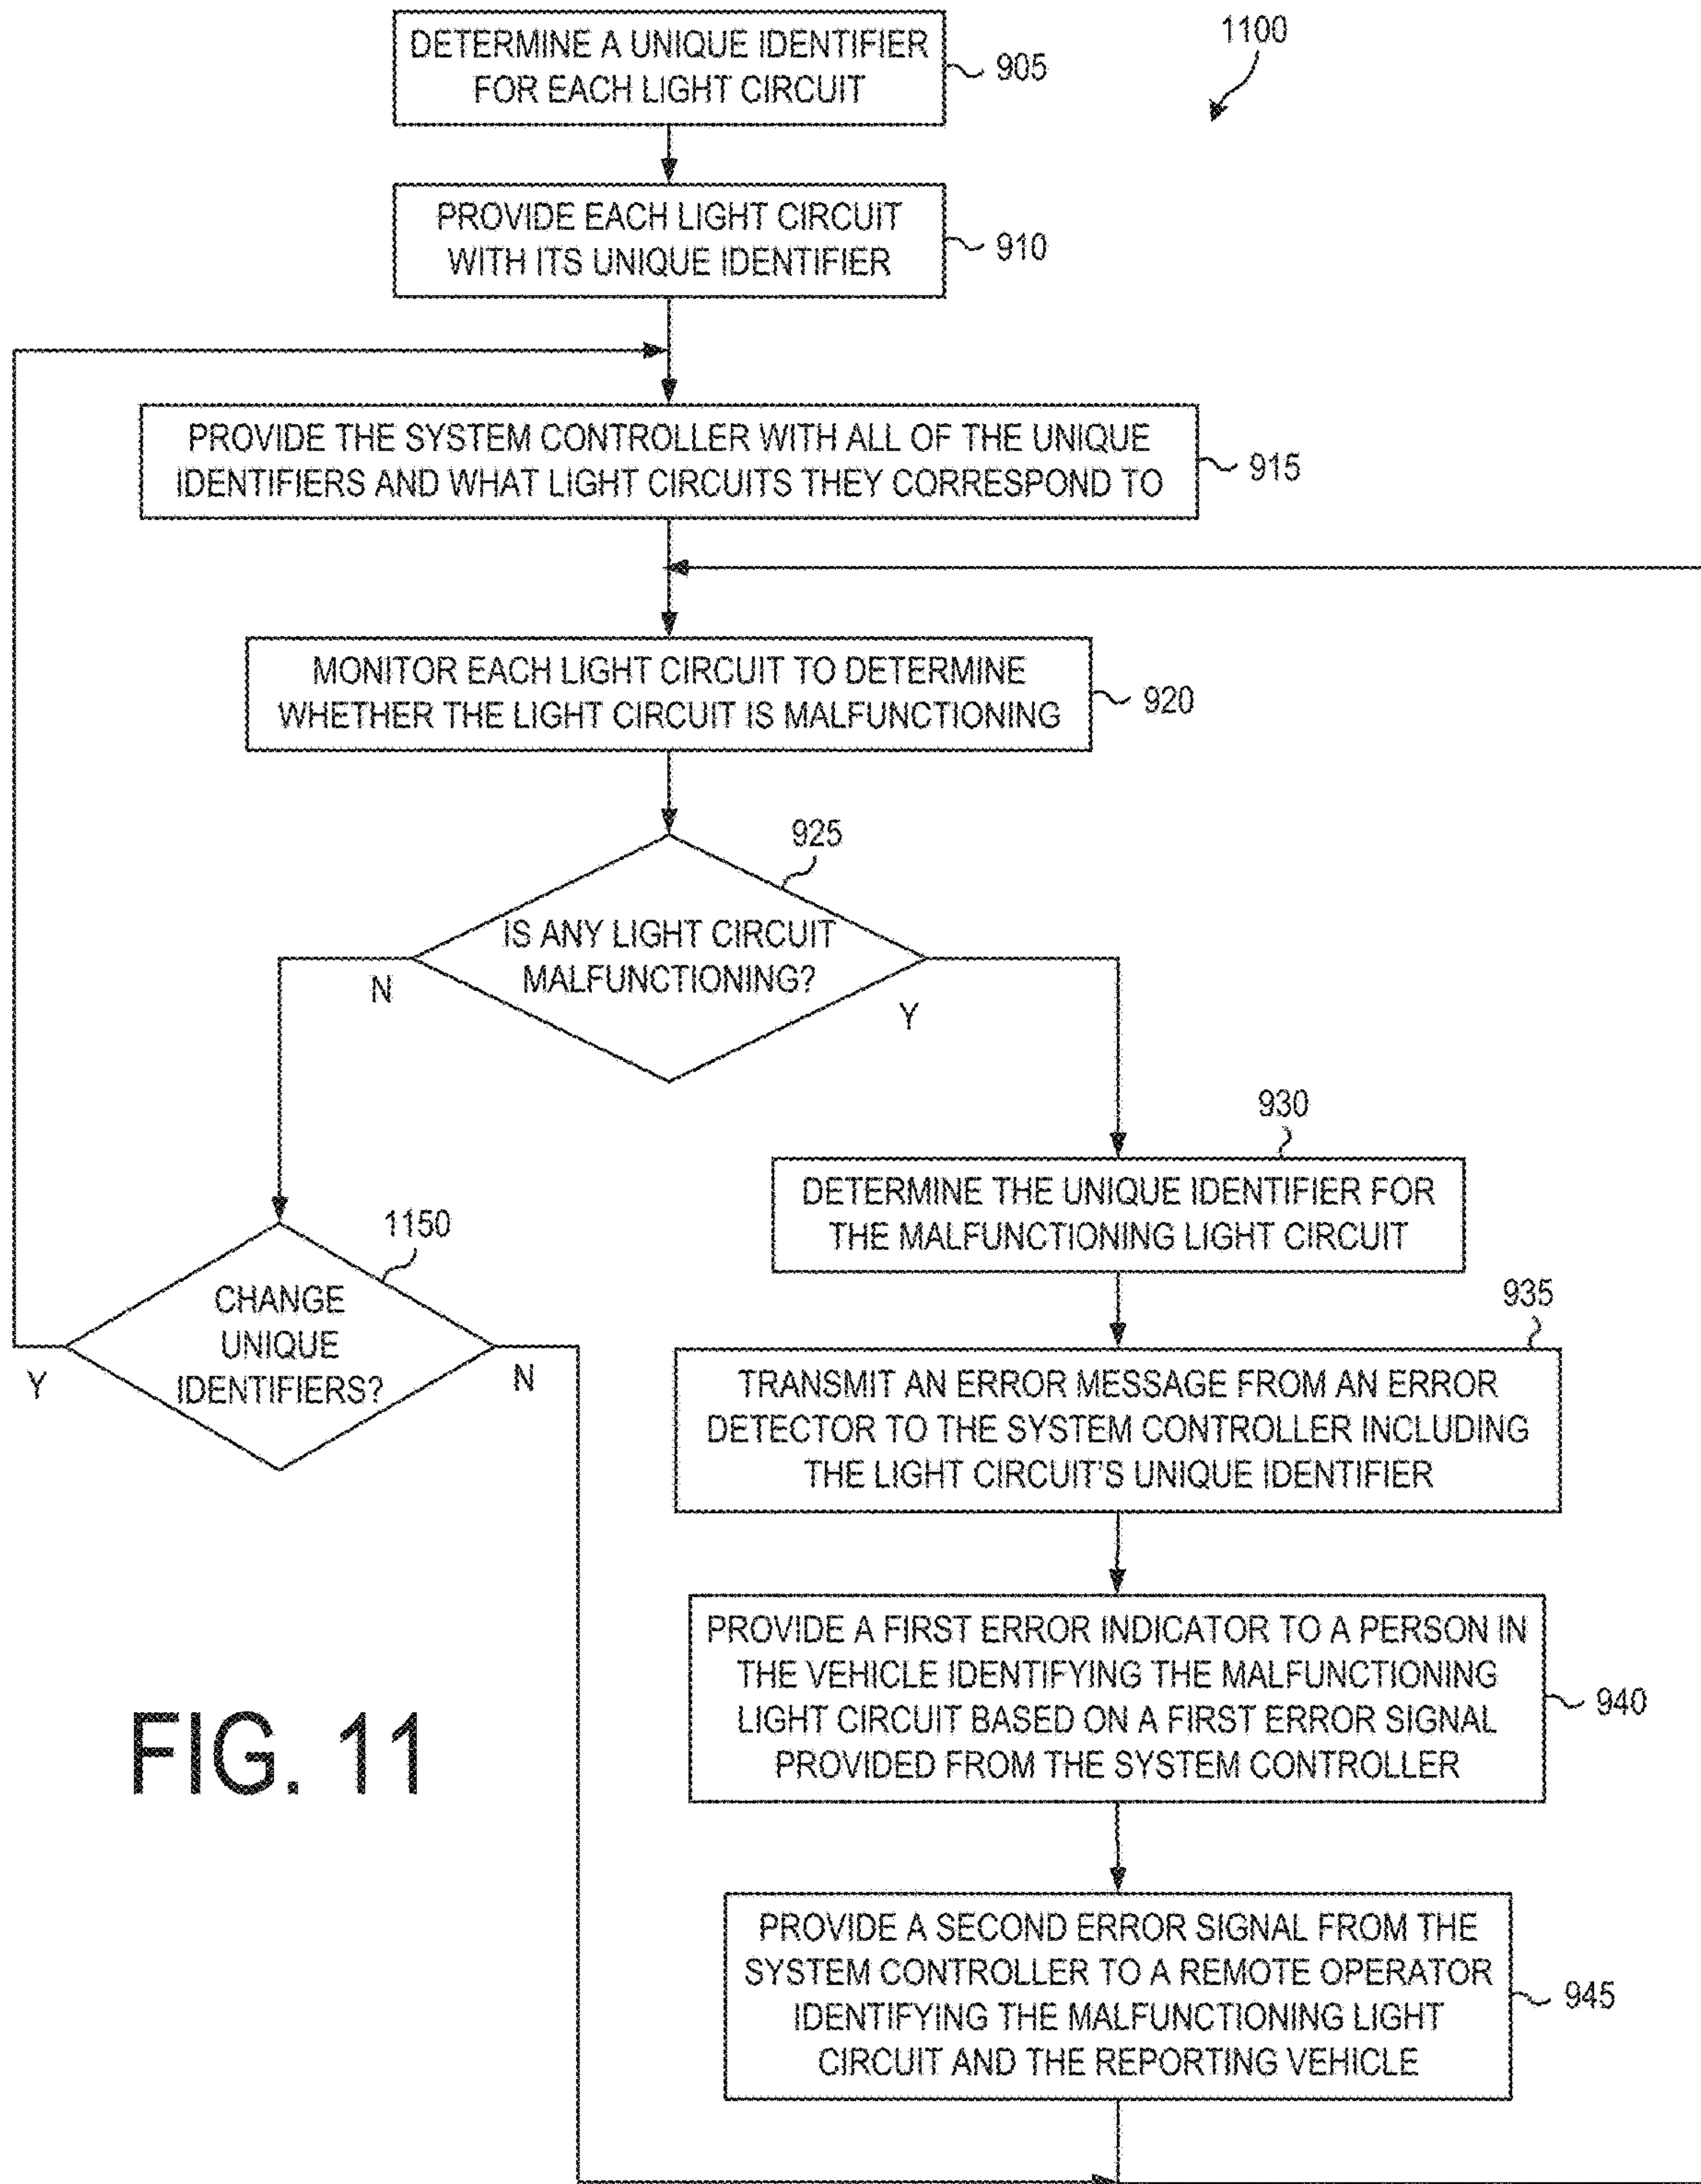 DETERMINE A UNIQUE IDENTIFIER
FOR EACH LIGHT CIRCUIT
905
1100
PROVIDE EACH LIGHT CIRCUIT
WITH ITS UNIQUE IDENTIFIER
910
PROVIDE THE SYSTEM CONTROLLER WITH ALL OF THE UNIQUE
IDENTIFIERS AND WHAT LIGHT CIRCUITS THEY CORRESPOND TO
915
MONITOR EACH LIGHT CIRCUIT TO DETERMINE
WHETHER THE LIGHT CIRCUIT IS MALFUNCTIONING
920
925
IS ANY LIGHT CIRCUIT
MALFUNCTIONING?
N
Y
930
DETERMINE THE UNIQUE IDENTIFIER FOR
THE MALFUNCTIONING LIGHT CIRCUIT
1150
CHANGE
UNIQUE
IDENTIFIERS?
Y
N
935
TRANSMIT AN ERROR MESSAGE FROM AN ERROR
DETECTOR TO THE SYSTEM CONTROLLER INCLUDING
THE LIGHT CIRCUIT'S UNIQUE IDENTIFIER
PROVIDE A FIRST ERROR INDICATOR TO A PERSON IN
THE VEHICLE IDENTIFYING THE MALFUNCTIONING
LIGHT CIRCUIT BASED ON A FIRST ERROR SIGNAL
PROVIDED FROM THE SYSTEM CONTROLLER
940
FIG. 11
PROVIDE A SECOND ERROR SIGNAL FROM THE
SYSTEM CONTROLLER TO A REMOTE OPERATOR
IDENTIFYING THE MALFUNCTIONING LIGHT
CIRCUIT AND THE REPORTING VEHICLE
945